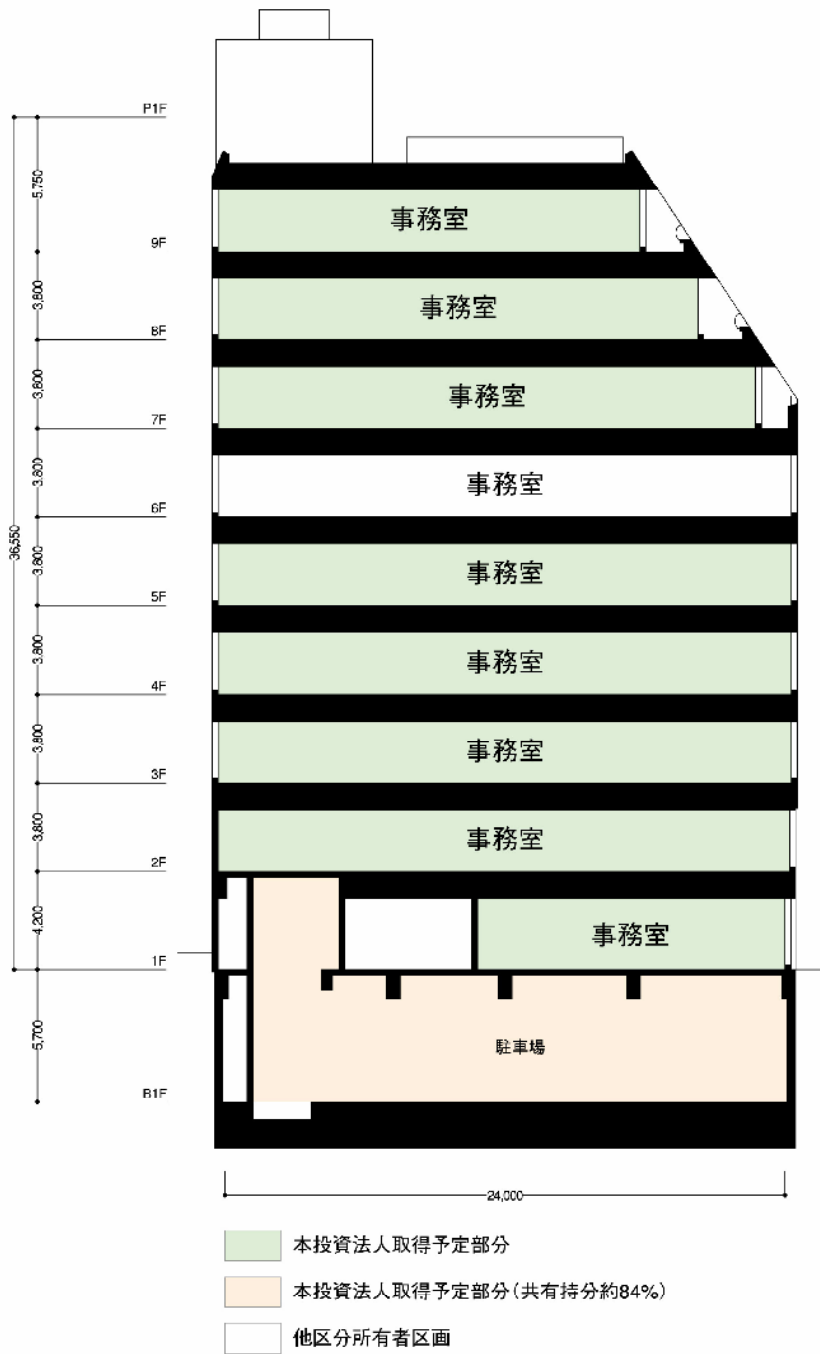 P1F
5,750
事務室
9F
3,800
事務室
8F
3,800
事務室
7F
3,800
事務室
6F
36,550
3,800
事務室
5F
3,800
事務室
4F
3,800
事務室
3F
3,800
事務室
2F
4,200
事務室
1F
5,700
駐車場
B1F
24,000
本投資法人取得予定部分
本投資法人取得予定部分(共有持分約84%)
他区分所有者区画